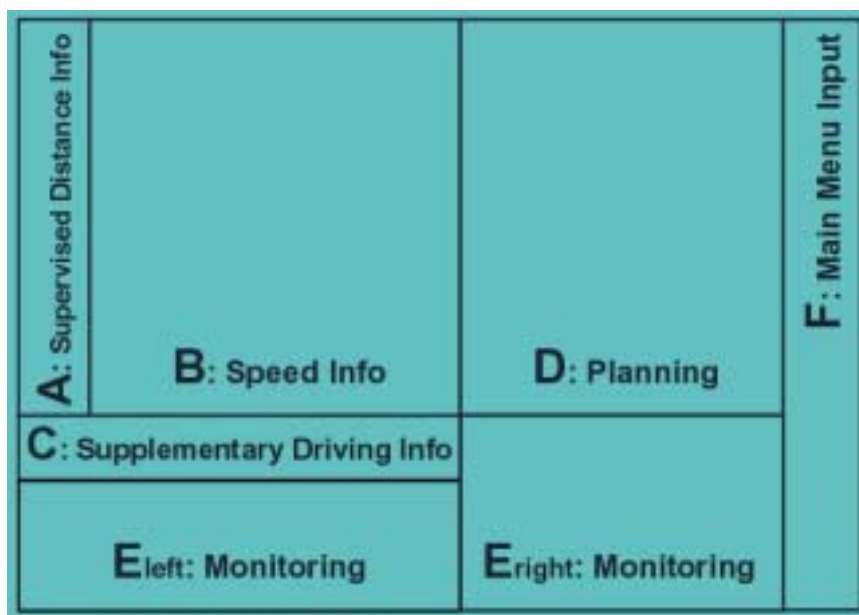 A: Supervised Distance Info
B: Speed Info
D: Planning
F: Main Menu Input
C: Supplementary Driving Info
Eleft: Monitoring
Eright: Monitoring